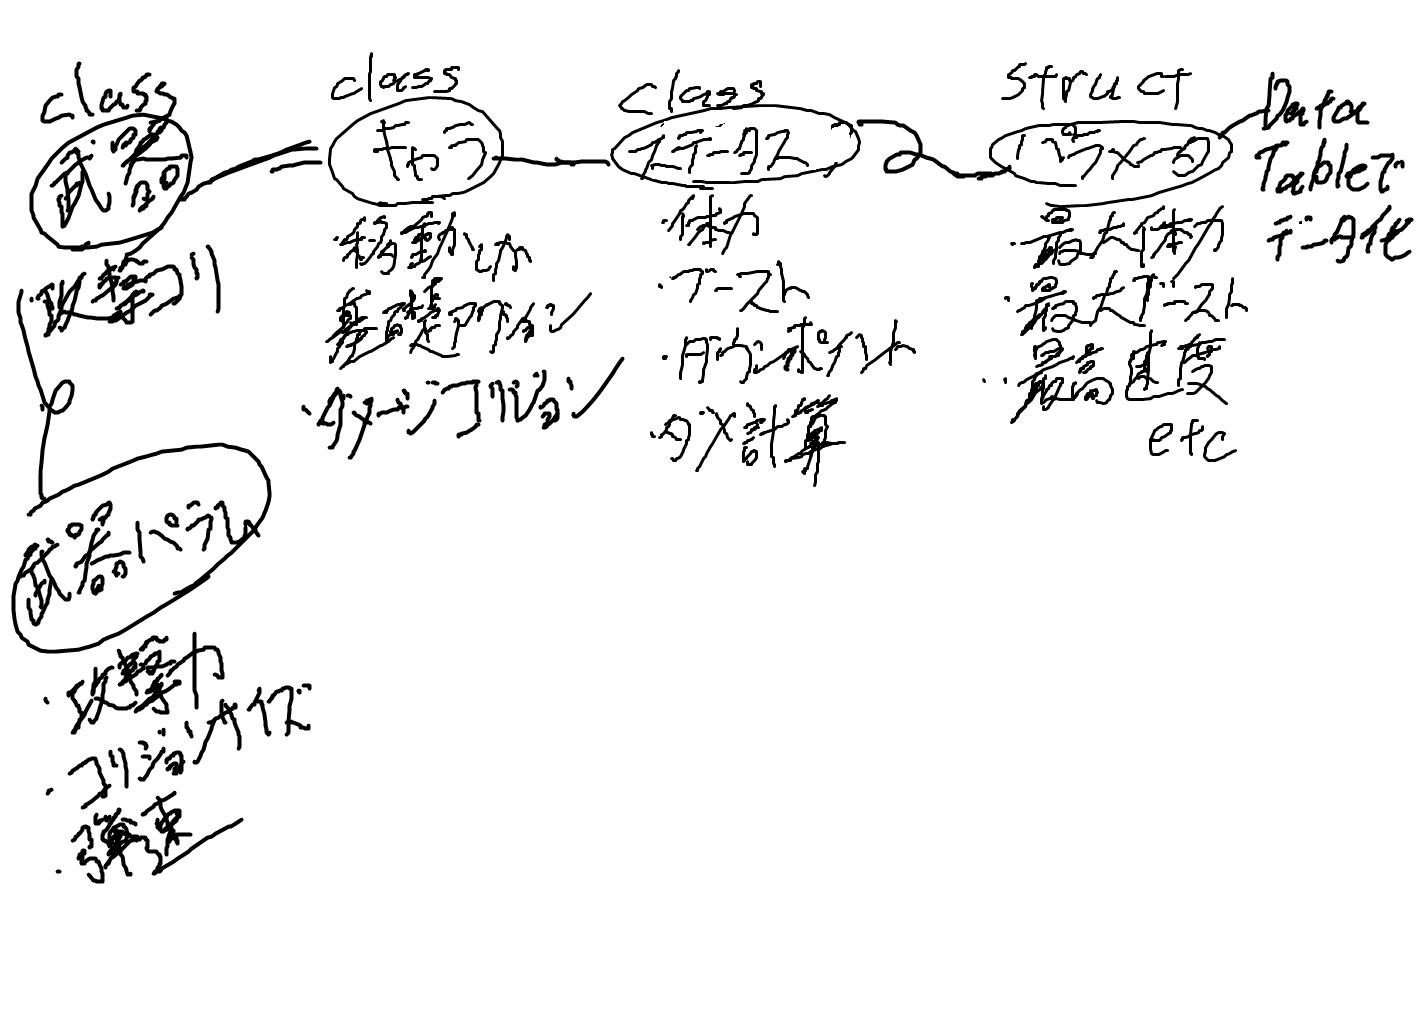 class
武器
攻撃コリ
武器パラム
・攻撃力
・コリジョンサイズ
・弾速
class
キャラ
・移動しか
基礎アクション
・ダメージコリジョン
class
ステータス
・体力
・ブースト
・ダウンポイント
・ダメ計算
struct
パラメータ
・最大体力
・最大ブースト
・最高速度
etc
Data
Tableで
データ化